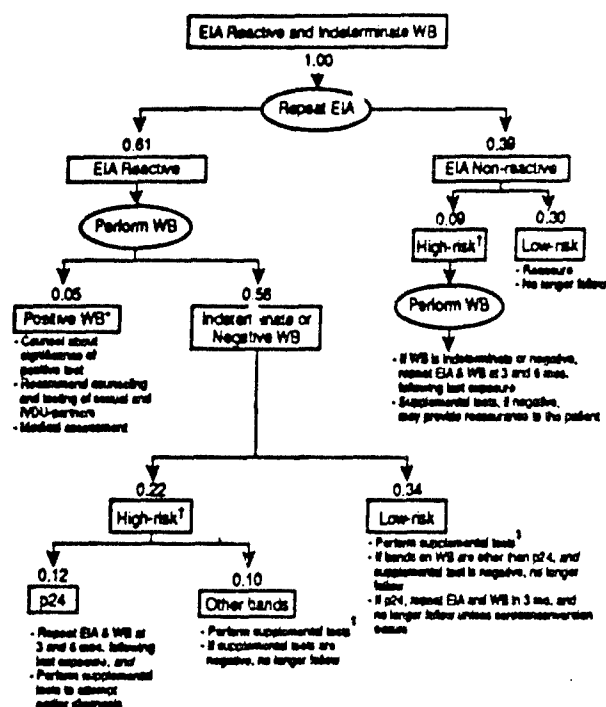 EIA Reactive and Indeterminate WB
1.00
Repeat EIA
0.61
EIA Reactive
0.39
EIA Non-reactive
Perform WB
0.09
High-risk†
0.30
Low-risk
- Reassure
- No longer follow
Perform WB
- If WB is indeterminate or negative,
repeat EIA & WB at 3 and 6 mos.
following last exposure
- Supplemental tests, if negative,
may provide reassurance to the patient
0.05
Positive WB*
- Counsel about
significance of
positive test
- Recommend counseling
and testing of sexual and
IVDU-partners
- Medical assessment
0.56
Indeterminate or
Negative WB
0.22
High-risk†
0.34
Low-risk
- Perform supplemental tests‡
- If bands on WB are other than p24, and
supplemental test is negative, no longer
follow
- If p24, repeat EIA and WB in 3 mo. and
no longer follow unless seroconversion
occurs
0.12
p24
- Repeat EIA & WB at
3 and 6 mos. following
last exposure, and
- Perform supplemental
tests to attempt
earlier diagnosis
0.10
Other bands
- Perform supplemental tests‡
- If supplemental tests are
negative, no longer follow